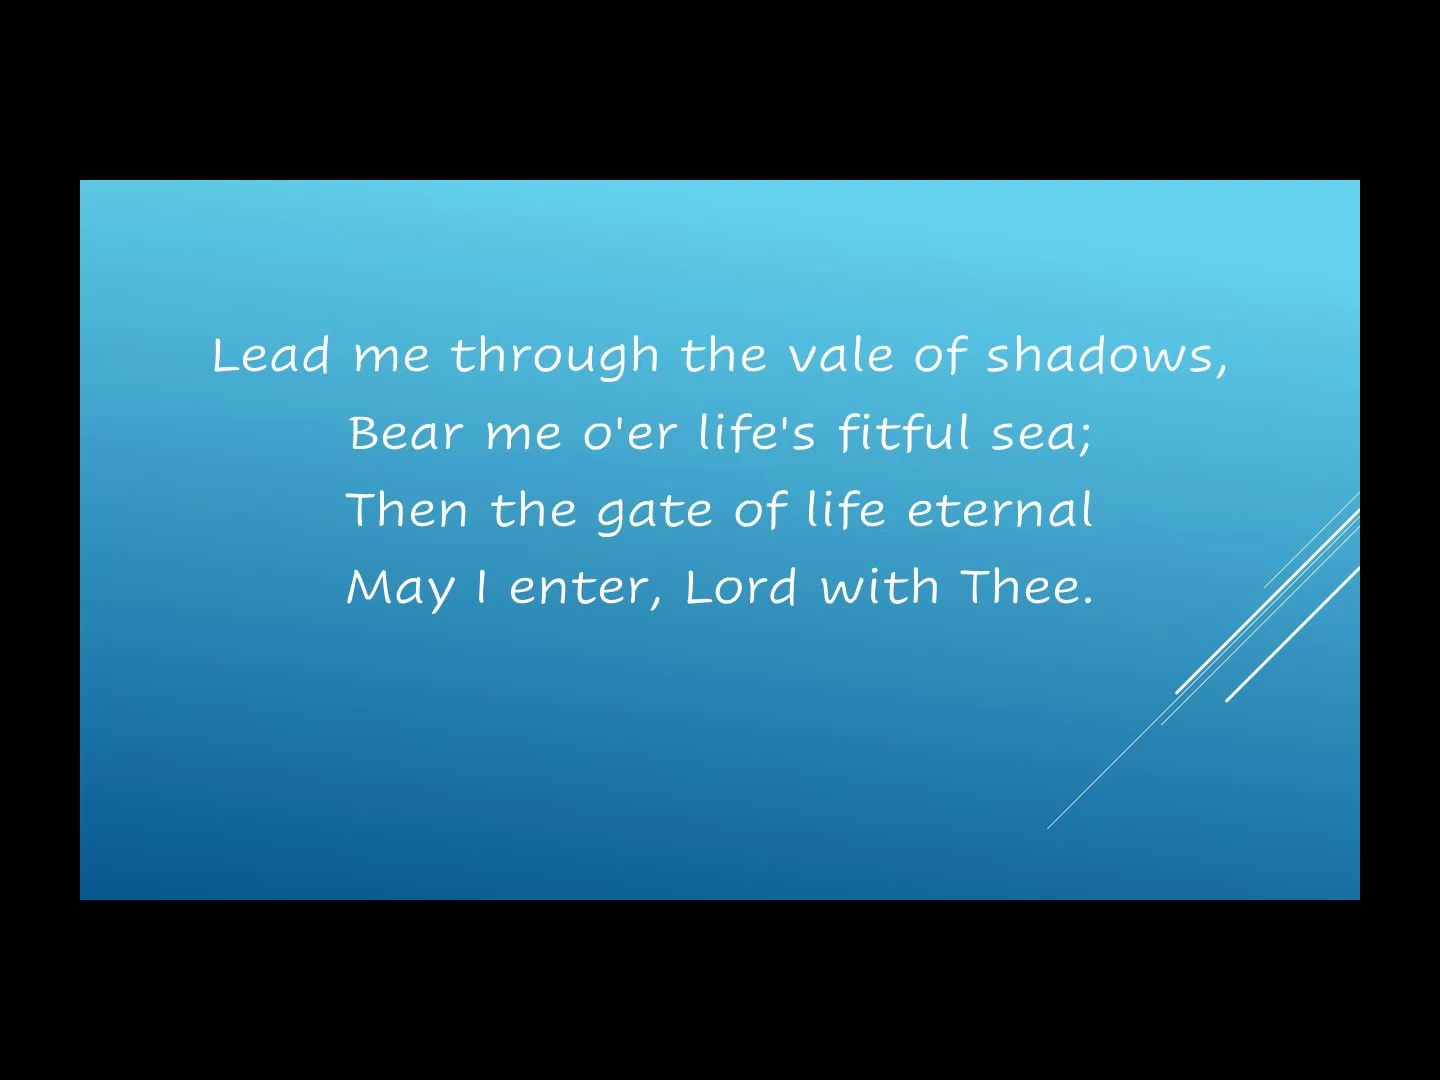 Lead me through the vale of shadows,
Bear me o'er life's fitful sea;
Then the gate of life eternal
May I enter, Lord with Thee.